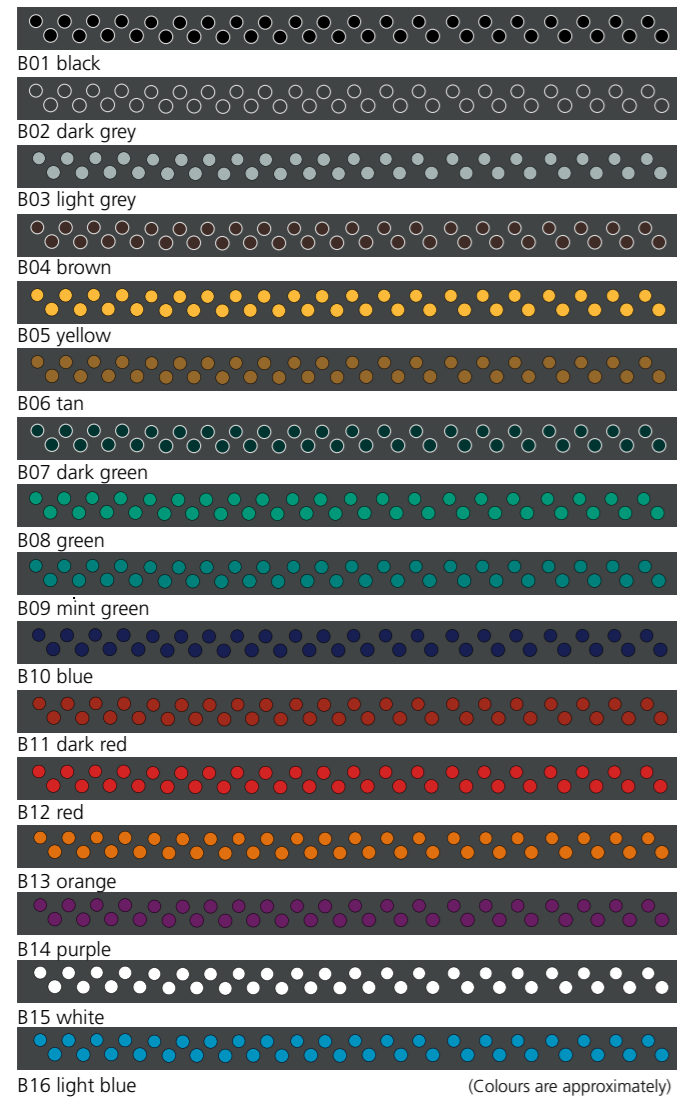 B01 black
B02 dark grey
B03 light grey
B04 brown
B05 yellow
B06 tan
B07 dark green
B08 green
B09 mint green
B10 blue
B11 dark red
B12 red
B13 orange
B14 purple
B15 white
B16 light blue (Colours are approximately)